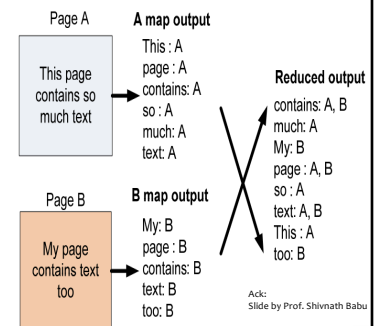 Page A
This page
contains so
much text
A map output
This : A
page : A
contains: A
so : A
much: A
text: A
Page B
My page
contains text
too
B map output
My: B
page : B
contains: B
text: B
too: B
Reduced output
contains: A, B
much: A
My: B
page : A, B
so : A
text: A, B
This : A
too: B
Ack:
Slide by Prof. Shivnath Babu